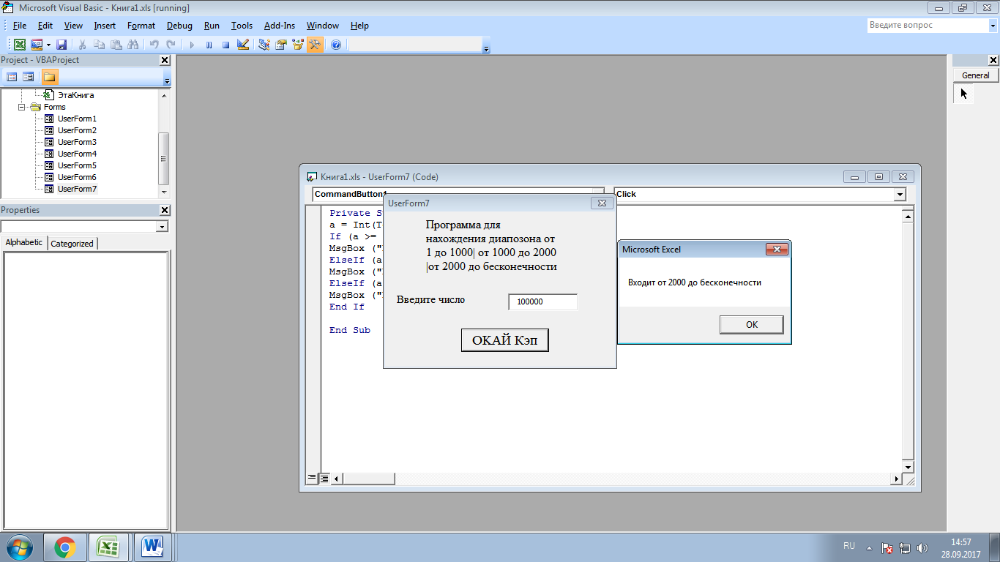 Microsoft Visual Basic - Книга1.xls [running]
File Edit View Insert Format Debug Run Tools Add-Ins Window Help
Введите вопрос
Project - VBAProject
ЭтаКнига
Forms
UserForm1
UserForm2
UserForm3
UserForm4
UserForm5
UserForm6
UserForm7
Properties
Alphabetic Categorized
General
Книга1.xls - UserForm7 (Code)
Click
Private
a = Int(
If (a >=
MsgBox ("
ElseIf (a
MsgBox ("
ElseIf (a
MsgBox ("
End If
End Sub
UserForm7
Программа для
нахождения диапозона от
1 до 1000| от 1000 до 2000
|от 2000 до бесконечности
Введите число 100000
ОКАЙ Кэп
Microsoft Excel
Входит от 2000 до бесконечности
OK
RU
14:57
28.09.2017